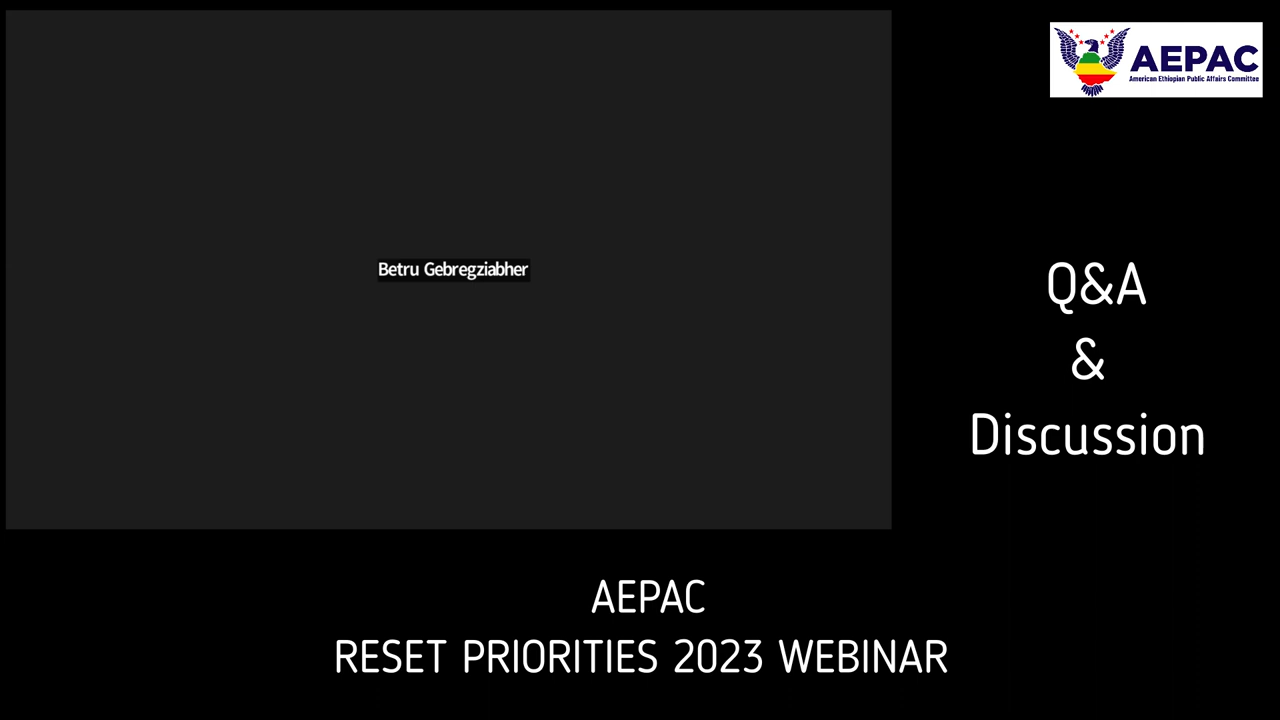 AEPAC
American Ethiopian Public Affairs Committee
Betru Gebregziabher
Q&A
&
Discussion
AEPAC
RESET PRIORITIES 2023 WEBINAR